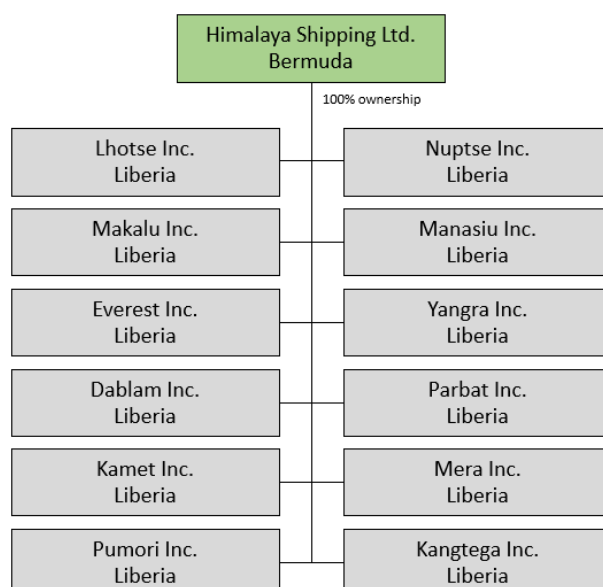 Himalaya Shipping Ltd.
Bermuda
100% ownership
Lhotse Inc.
Liberia
Nuptse Inc.
Liberia
Makalu Inc.
Liberia
Manasiu Inc.
Liberia
Everest Inc.
Liberia
Yangra Inc.
Liberia
Dablam Inc.
Liberia
Parbat Inc.
Liberia
Kamet Inc.
Liberia
Mera Inc.
Liberia
Pumori Inc.
Liberia
Kangtega Inc.
Liberia